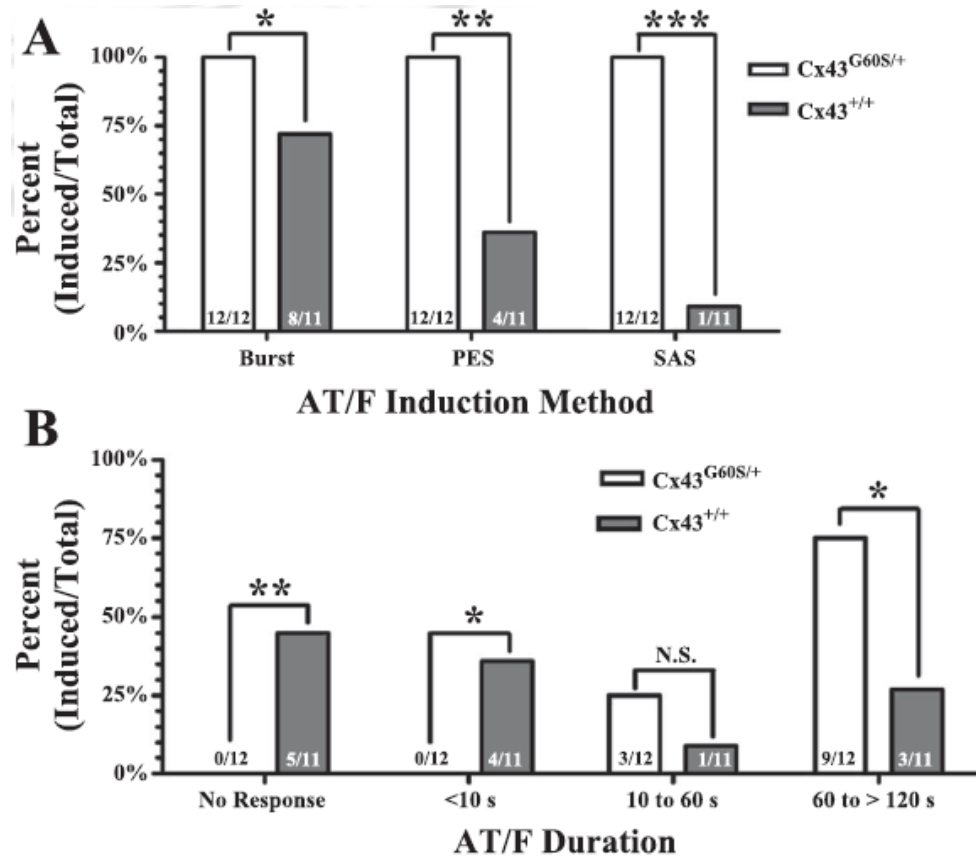 A
* ** ***
100%
75%
50%
25%
0%
Percent
(Induced/Total)
Cx43G60S/+
Cx43+/+
12/12 8/11 12/12 4/11 12/12 1/11
Burst PES SAS
AT/F Induction Method
B
100%
75%
50%
25%
0%
Percent
(Induced/Total)
Cx43G60S/+
Cx43+/+
** * N.S. *
0/12 5/11 0/12 4/11 3/12 1/11 9/12 3/11
No Response <10 s 10 to 60 s 60 to > 120 s
AT/F Duration